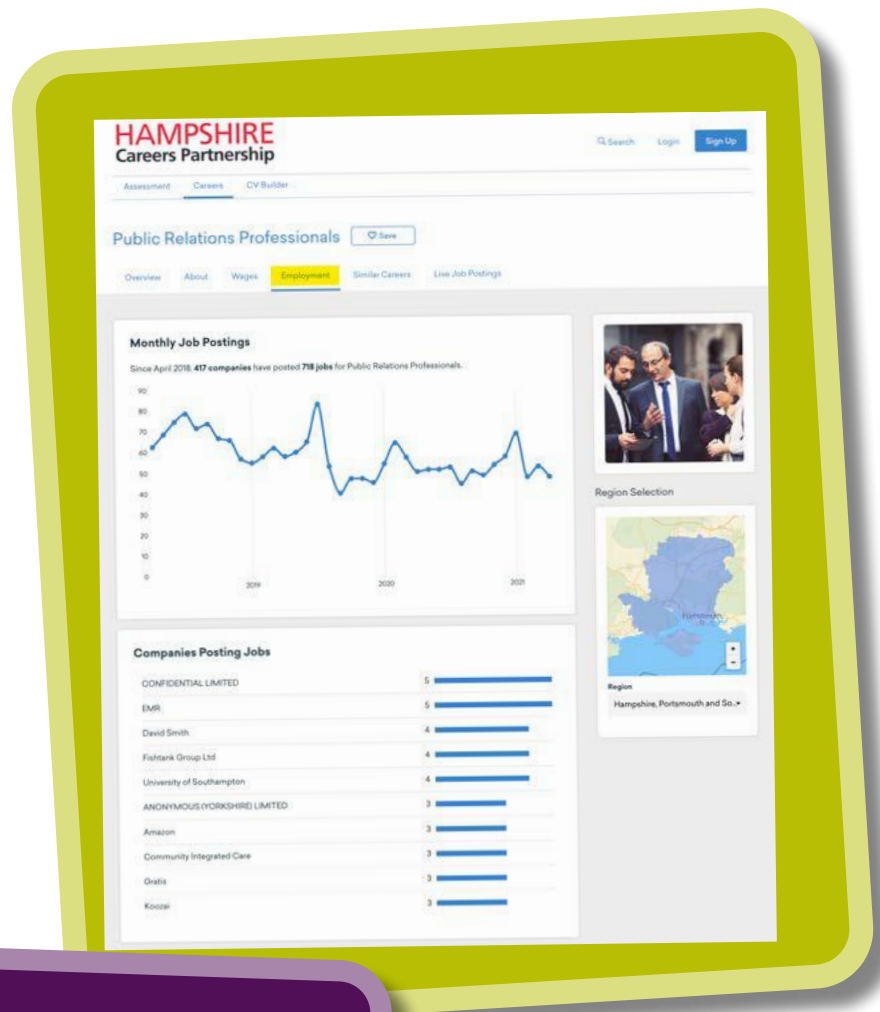 HAMPSHIRE
Careers Partnership
Search Login Sign Up
Assessment Careers CV Builder
Public Relations Professionals Save
Overview About Wages Employment Similar Careers Live Job Postings
Monthly Job Postings
Since April 2018, 417 companies have posted 718 jobs for Public Relations Professionals.
90
80
70
60
50
40
30
20
10
0
2019 2020 2021
Companies Posting Jobs
CONFIDENTIAL LIMITED 5
EMR 5
David Smith 4
Fishtank Group Ltd 4
University of Southampton 4
ANONYMOUS (YORKSHIRE) LIMITED 3
Amazon 3
Community Integrated Care 3
Gratis 3
Koozai 3
Region Selection
Portsmouth
+
−
Region
Hampshire, Portsmouth and So..